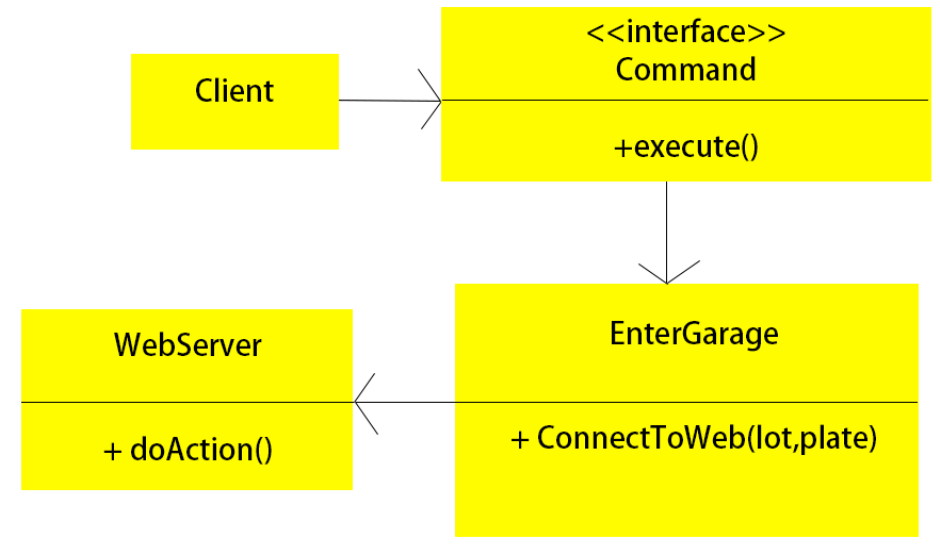 Client
<<interface>>
Command
+execute()
WebServer
+ doAction()
EnterGarage
+ ConnectToWeb(lot,plate)